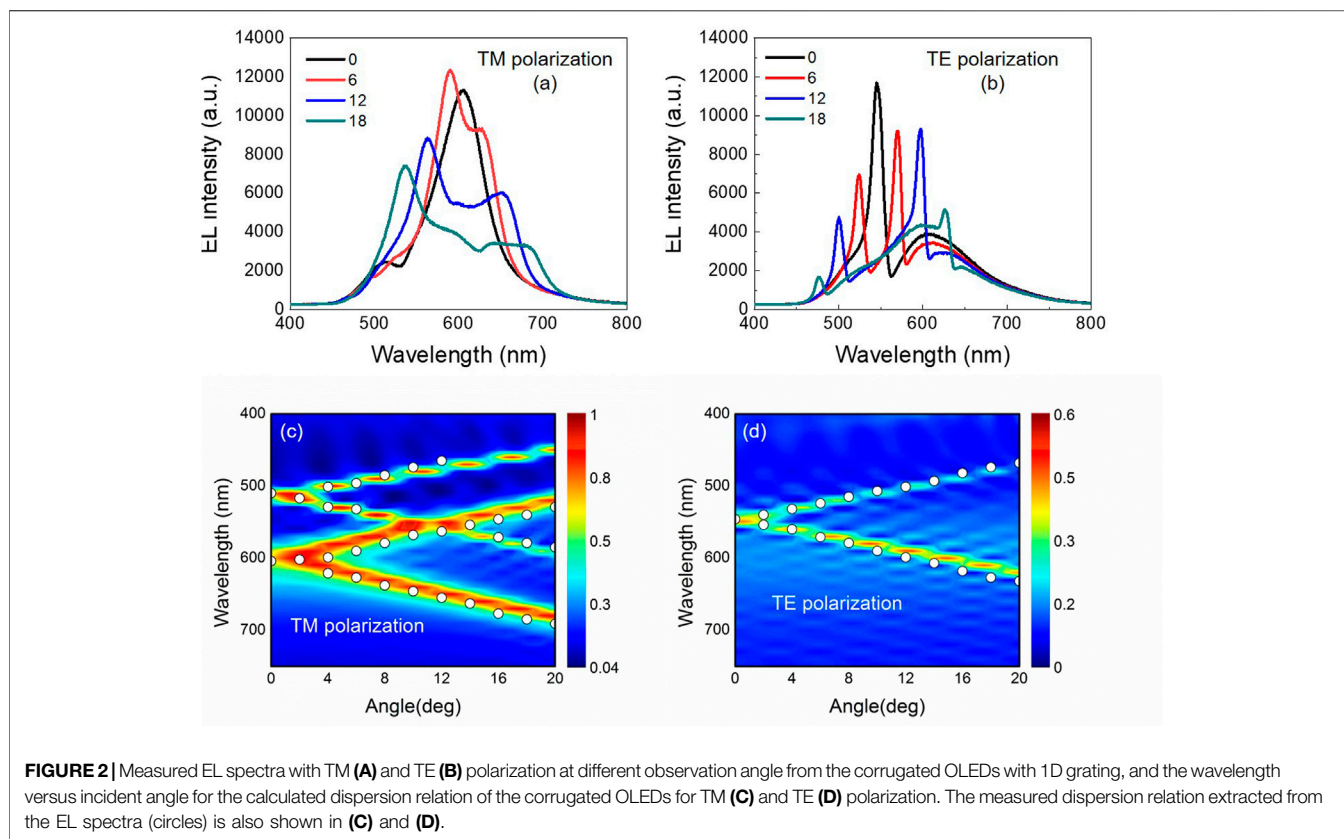 14000
12000
10000
8000
6000
4000
2000
0
EL intensity (a.u.)
0
6
12
18
TM polarization
(a)
400 500 600 700 800
Wavelength (nm)
14000
12000
10000
8000
6000
4000
2000
0
EL intensity (a.u.)
0
6
12
18
TE polarization
(b)
400 500 600 700 800
Wavelength (nm)
400
500
600
700
Wavelength (nm)
(c)
TM polarization
0 4 8 12 16 20
Angle(deg)
1
0.8
0.5
0.3
0.04
400
500
600
700
Wavelength (nm)
(d)
TE polarization
0 4 8 12 16 20
Angle(deg)
0.6
0.5
0.3
0.2
0
FIGURE 2 | Measured EL spectra with TM (A) and TE (B) polarization at different observation angle from the corrugated OLEDs with 1D grating, and the wavelength
versus incident angle for the calculated dispersion relation of the corrugated OLEDs for TM (C) and TE (D) polarization. The measured dispersion relation extracted from
the EL spectra (circles) is also shown in (C) and (D).